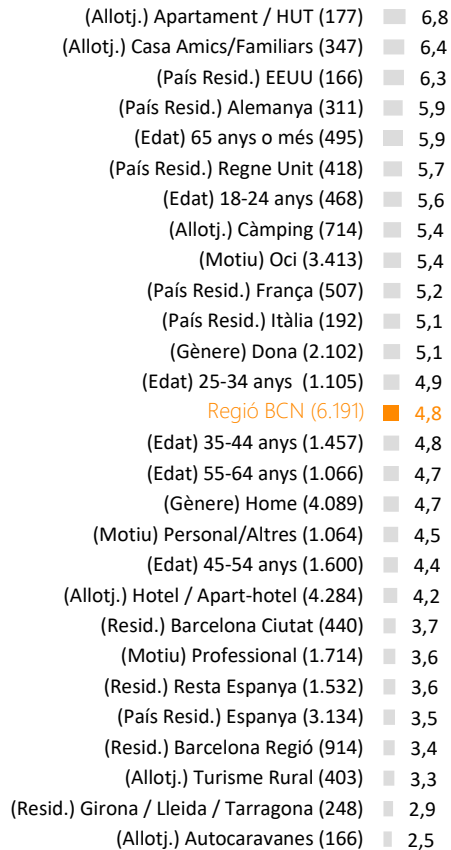 (Allotj.) Apartament / HUT (177) 6,8
(Allotj.) Casa Amics/Familiars (347) 6,4
(País Resid.) EEUU (166) 6,3
(País Resid.) Alemanya (311) 5,9
(Edat) 65 anys o més (495) 5,9
(País Resid.) Regne Unit (418) 5,7
(Edat) 18-24 anys (468) 5,6
(Allotj.) Càmping (714) 5,4
(Motiu) Oci (3.413) 5,4
(País Resid.) França (507) 5,2
(País Resid.) Itàlia (192) 5,1
(Gènere) Dona (2.102) 5,1
(Edat) 25-34 anys (1.105) 4,9
Regió BCN (6.191) 4,8
(Edat) 35-44 anys (1.457) 4,8
(Edat) 55-64 anys (1.066) 4,7
(Gènere) Home (4.089) 4,7
(Motiu) Personal/Altres (1.064) 4,5
(Edat) 45-54 anys (1.600) 4,4
(Allotj.) Hotel / Apart-hotel (4.284) 4,2
(Resid.) Barcelona Ciutat (440) 3,7
(Motiu) Professional (1.714) 3,6
(Resid.) Resta Espanya (1.532) 3,6
(País Resid.) Espanya (3.134) 3,5
(Resid.) Barcelona Regió (914) 3,4
(Allotj.) Turisme Rural (403) 3,3
(Resid.) Girona / Lleida / Tarragona (248) 2,9
(Allotj.) Autocaravanes (166) 2,5